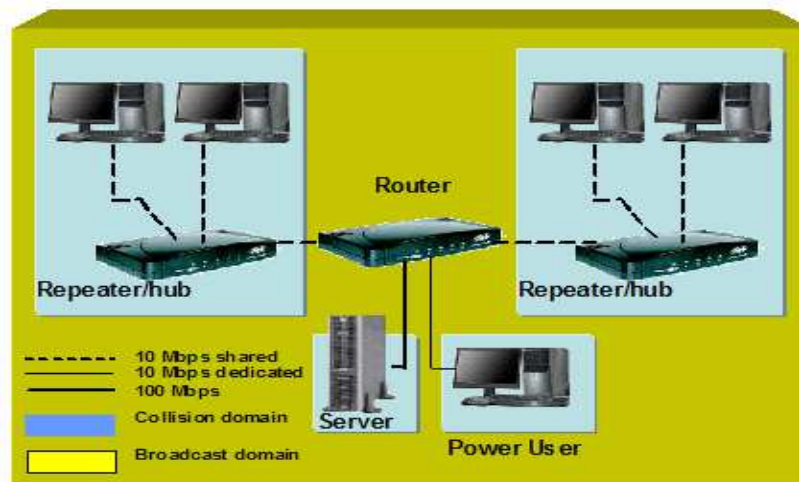 Router
Repeater/hub
Repeater/hub
10 Mbps shared
10 Mbps dedicated
100 Mbps
Collision domain
Broadcast domain
Server
Power User